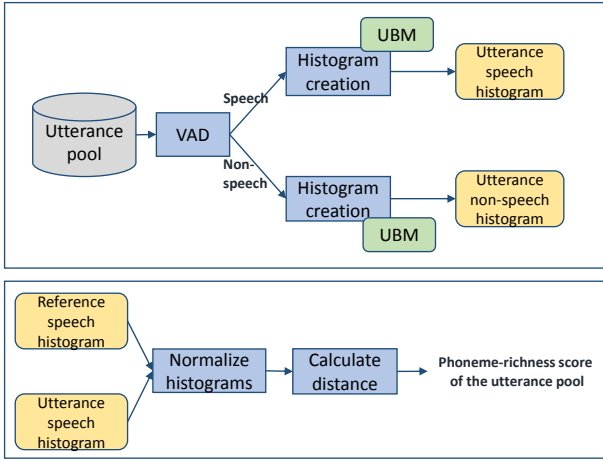 UBM
Histogram
creation
Utterance
speech
histogram
Speech
Utterance
pool
VAD
Non-
speech
Histogram
creation
UBM
Utterance
non-speech
histogram
Reference
speech
histogram
Normalize
histograms
Calculate
distance
Phoneme-richness score
of the utterance pool
Utterance
speech
histogram